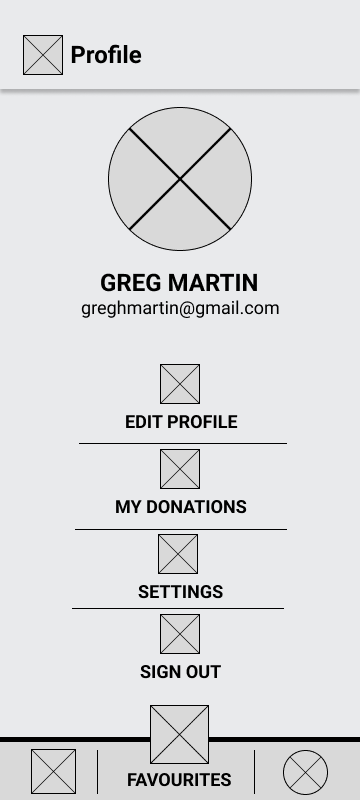 Profile
GREG MARTIN
greghmartin@gmail.com
EDIT PROFILE
MY DONATIONS
SETTINGS
SIGN OUT
FAVOURITES